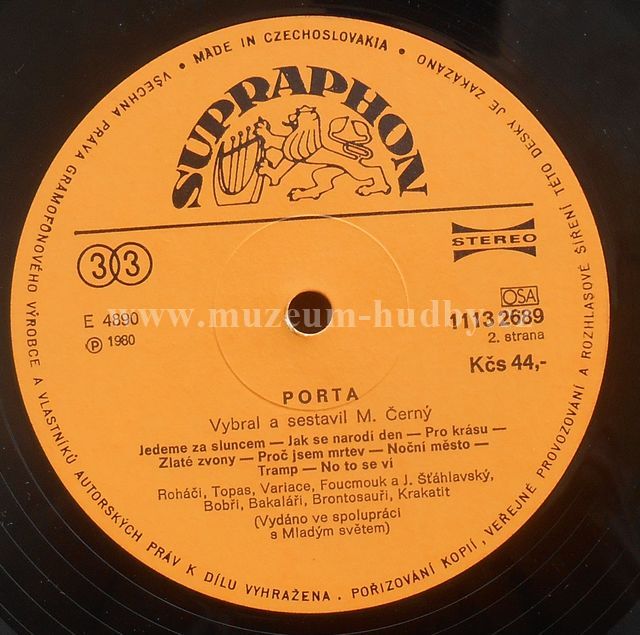 VŠECHNA PRÁVA GRAMOFONOVÉHO VÝROBCE A VLASTNÍKŮ AUTORSKÝCH PRÁV K DÍLU VYHRAŽENA . POŘIZOVÁNÍ KOPIÍ , VEŘEJNÉ PROVOZOVÁNÍ A ROZHLASOVÉ ŠÍŘENÍ TÉTO DESKY JE ZAKÁZÁNO
• MADE IN CZECHOSLOVAKIA •
SUPRAPHON
STEREO
33
OSA
E 4890
www.muzeum-hudby.cz
1113 2689
Ⓟ 1980
2. strana
Kčs 44,-
PORTA
Vybral a sestavil M. Černý
Jedeme za sluncem — Jak se narodí den — Pro krásu —
Zlaté zvony — Proč jsem mrtev — Noční město —
Tramp — No to se ví
Roháči, Topas, Variace, Foucmouk a J. Šťáhlavský,
Bobři, Bakaláři, Brontosauři, Krakatit
(Vydáno ve spolupráci
s Mladým světem)